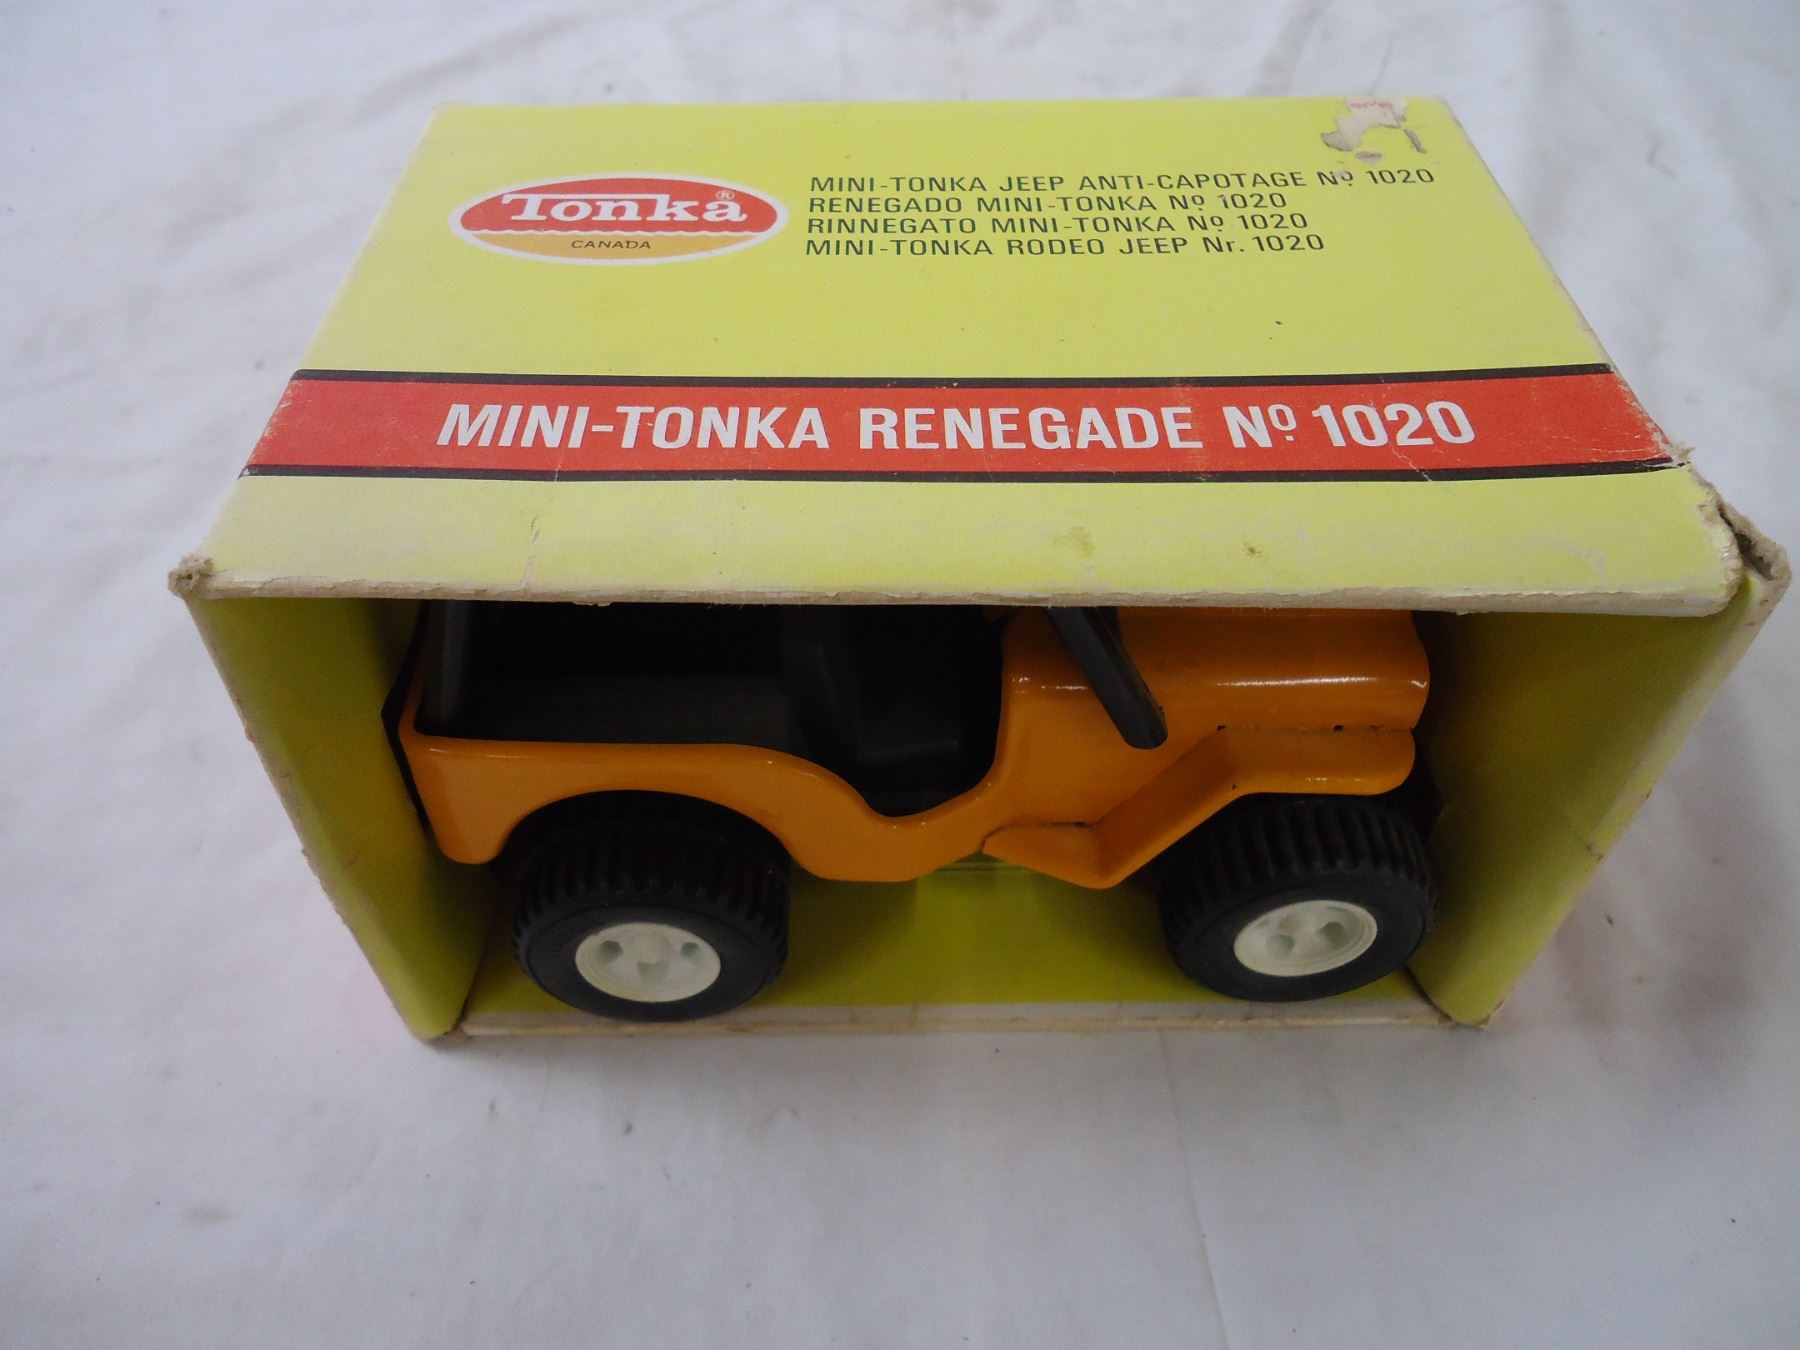 Tonka®
CANADA
MINI-TONKA JEEP ANTI-CAPOTAGE Nº 1020
RENEGADO MINI-TONKA Nº 1020
RINNEGATO MINI-TONKA Nº 1020
MINI-TONKA RODEO JEEP Nr. 1020
MINI-TONKA RENEGADE Nº 1020